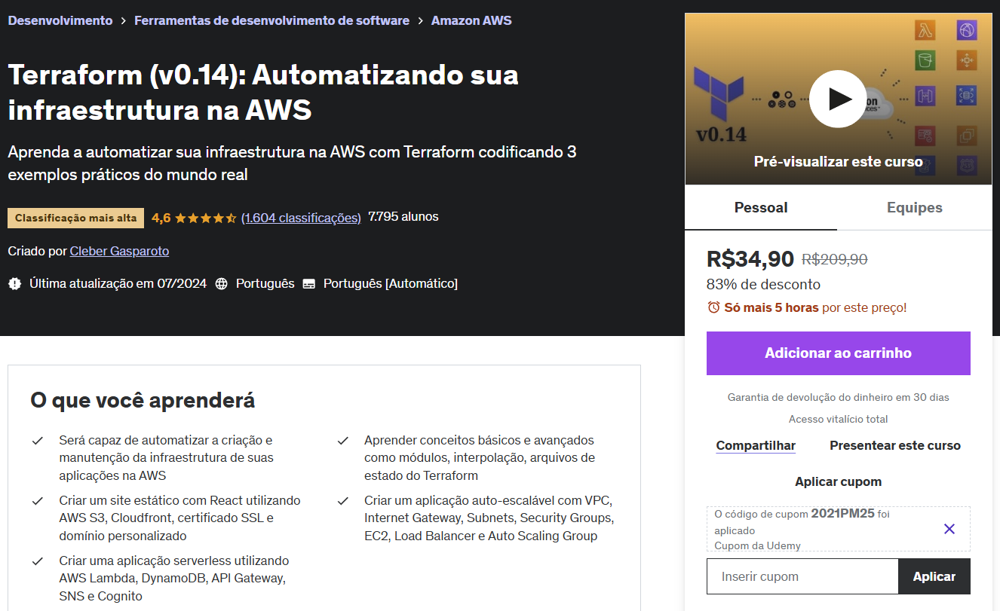 Desenvolvimento > Ferramentas de desenvolvimento de software > Amazon AWS
Terraform (v0.14): Automatizando sua
infraestrutura na AWS
Aprenda a automatizar sua infraestrutura na AWS com Terraform codificando 3
exemplos práticos do mundo real
Classificação mais alta 4,6 (1.604 classificações) 7.795 alunos
Criado por Cleber Gasparoto
Última atualização em 07/2024 Português Português [Automático]
O que você aprenderá
Será capaz de automatizar a criação e
manutenção da infraestrutura de suas
aplicações na AWS
Aprender conceitos básicos e avançados
como módulos, interpolação, arquivos de
estado do Terraform
Criar um site estático com React utilizando
AWS S3, Cloudfront, certificado SSL e
domínio personalizado
Criar um aplicação auto-escalável com VPC,
Internet Gateway, Subnets, Security Groups,
EC2, Load Balancer e Auto Scaling Group
Criar uma aplicação serverless utilizando
AWS Lambda, DynamoDB, API Gateway,
SNS e Cognito
v0.14
Pré-visualizar este curso
Pessoal
Equipes
R$34,90 R$209,90
83% de desconto
Só mais 5 horas por este preço!
Adicionar ao carrinho
Garantia de devolução do dinheiro em 30 dias
Acesso vitalício total
Compartilhar
Presentear este curso
Aplicar cupom
O código de cupom 2021PM25 foi
aplicado
Cupom da Udemy
Inserir cupom
Aplicar